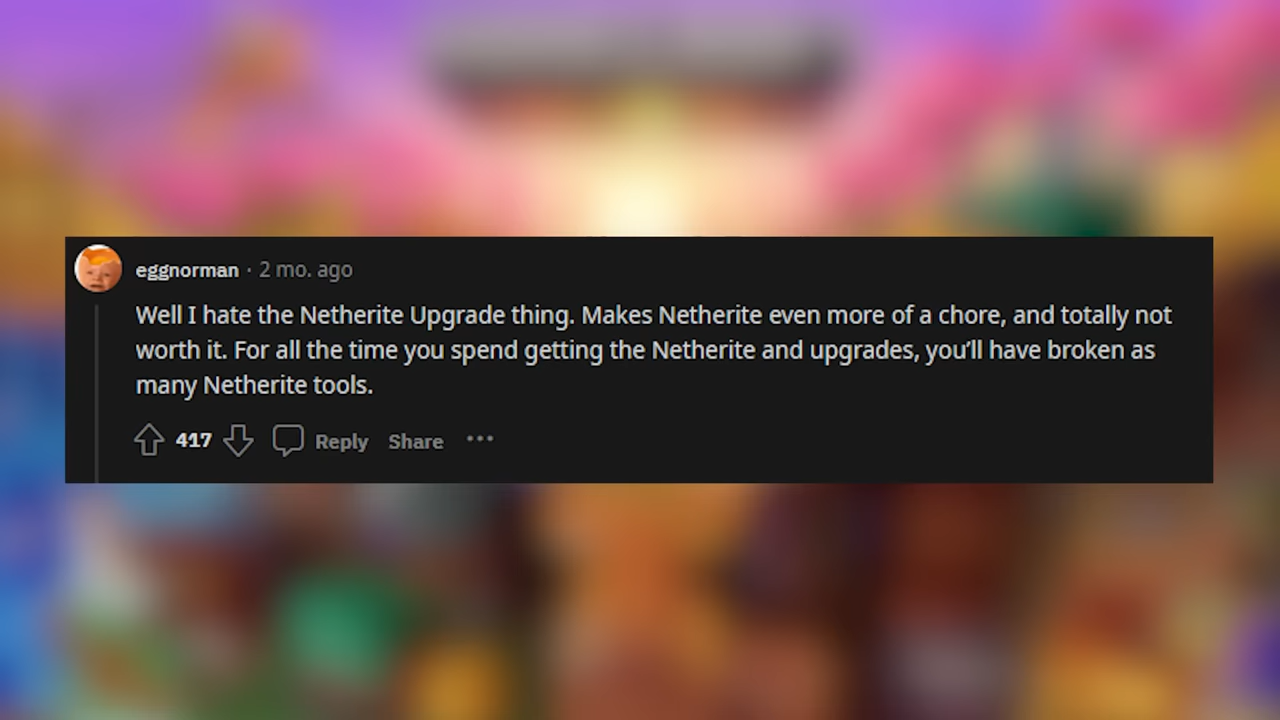 eggnorman · 2 mo. ago
Well I hate the Netherite Upgrade thing. Makes Netherite even more of a chore, and totally not
worth it. For all the time you spend getting the Netherite and upgrades, you’ll have broken as
many Netherite tools.
417 Reply Share ···